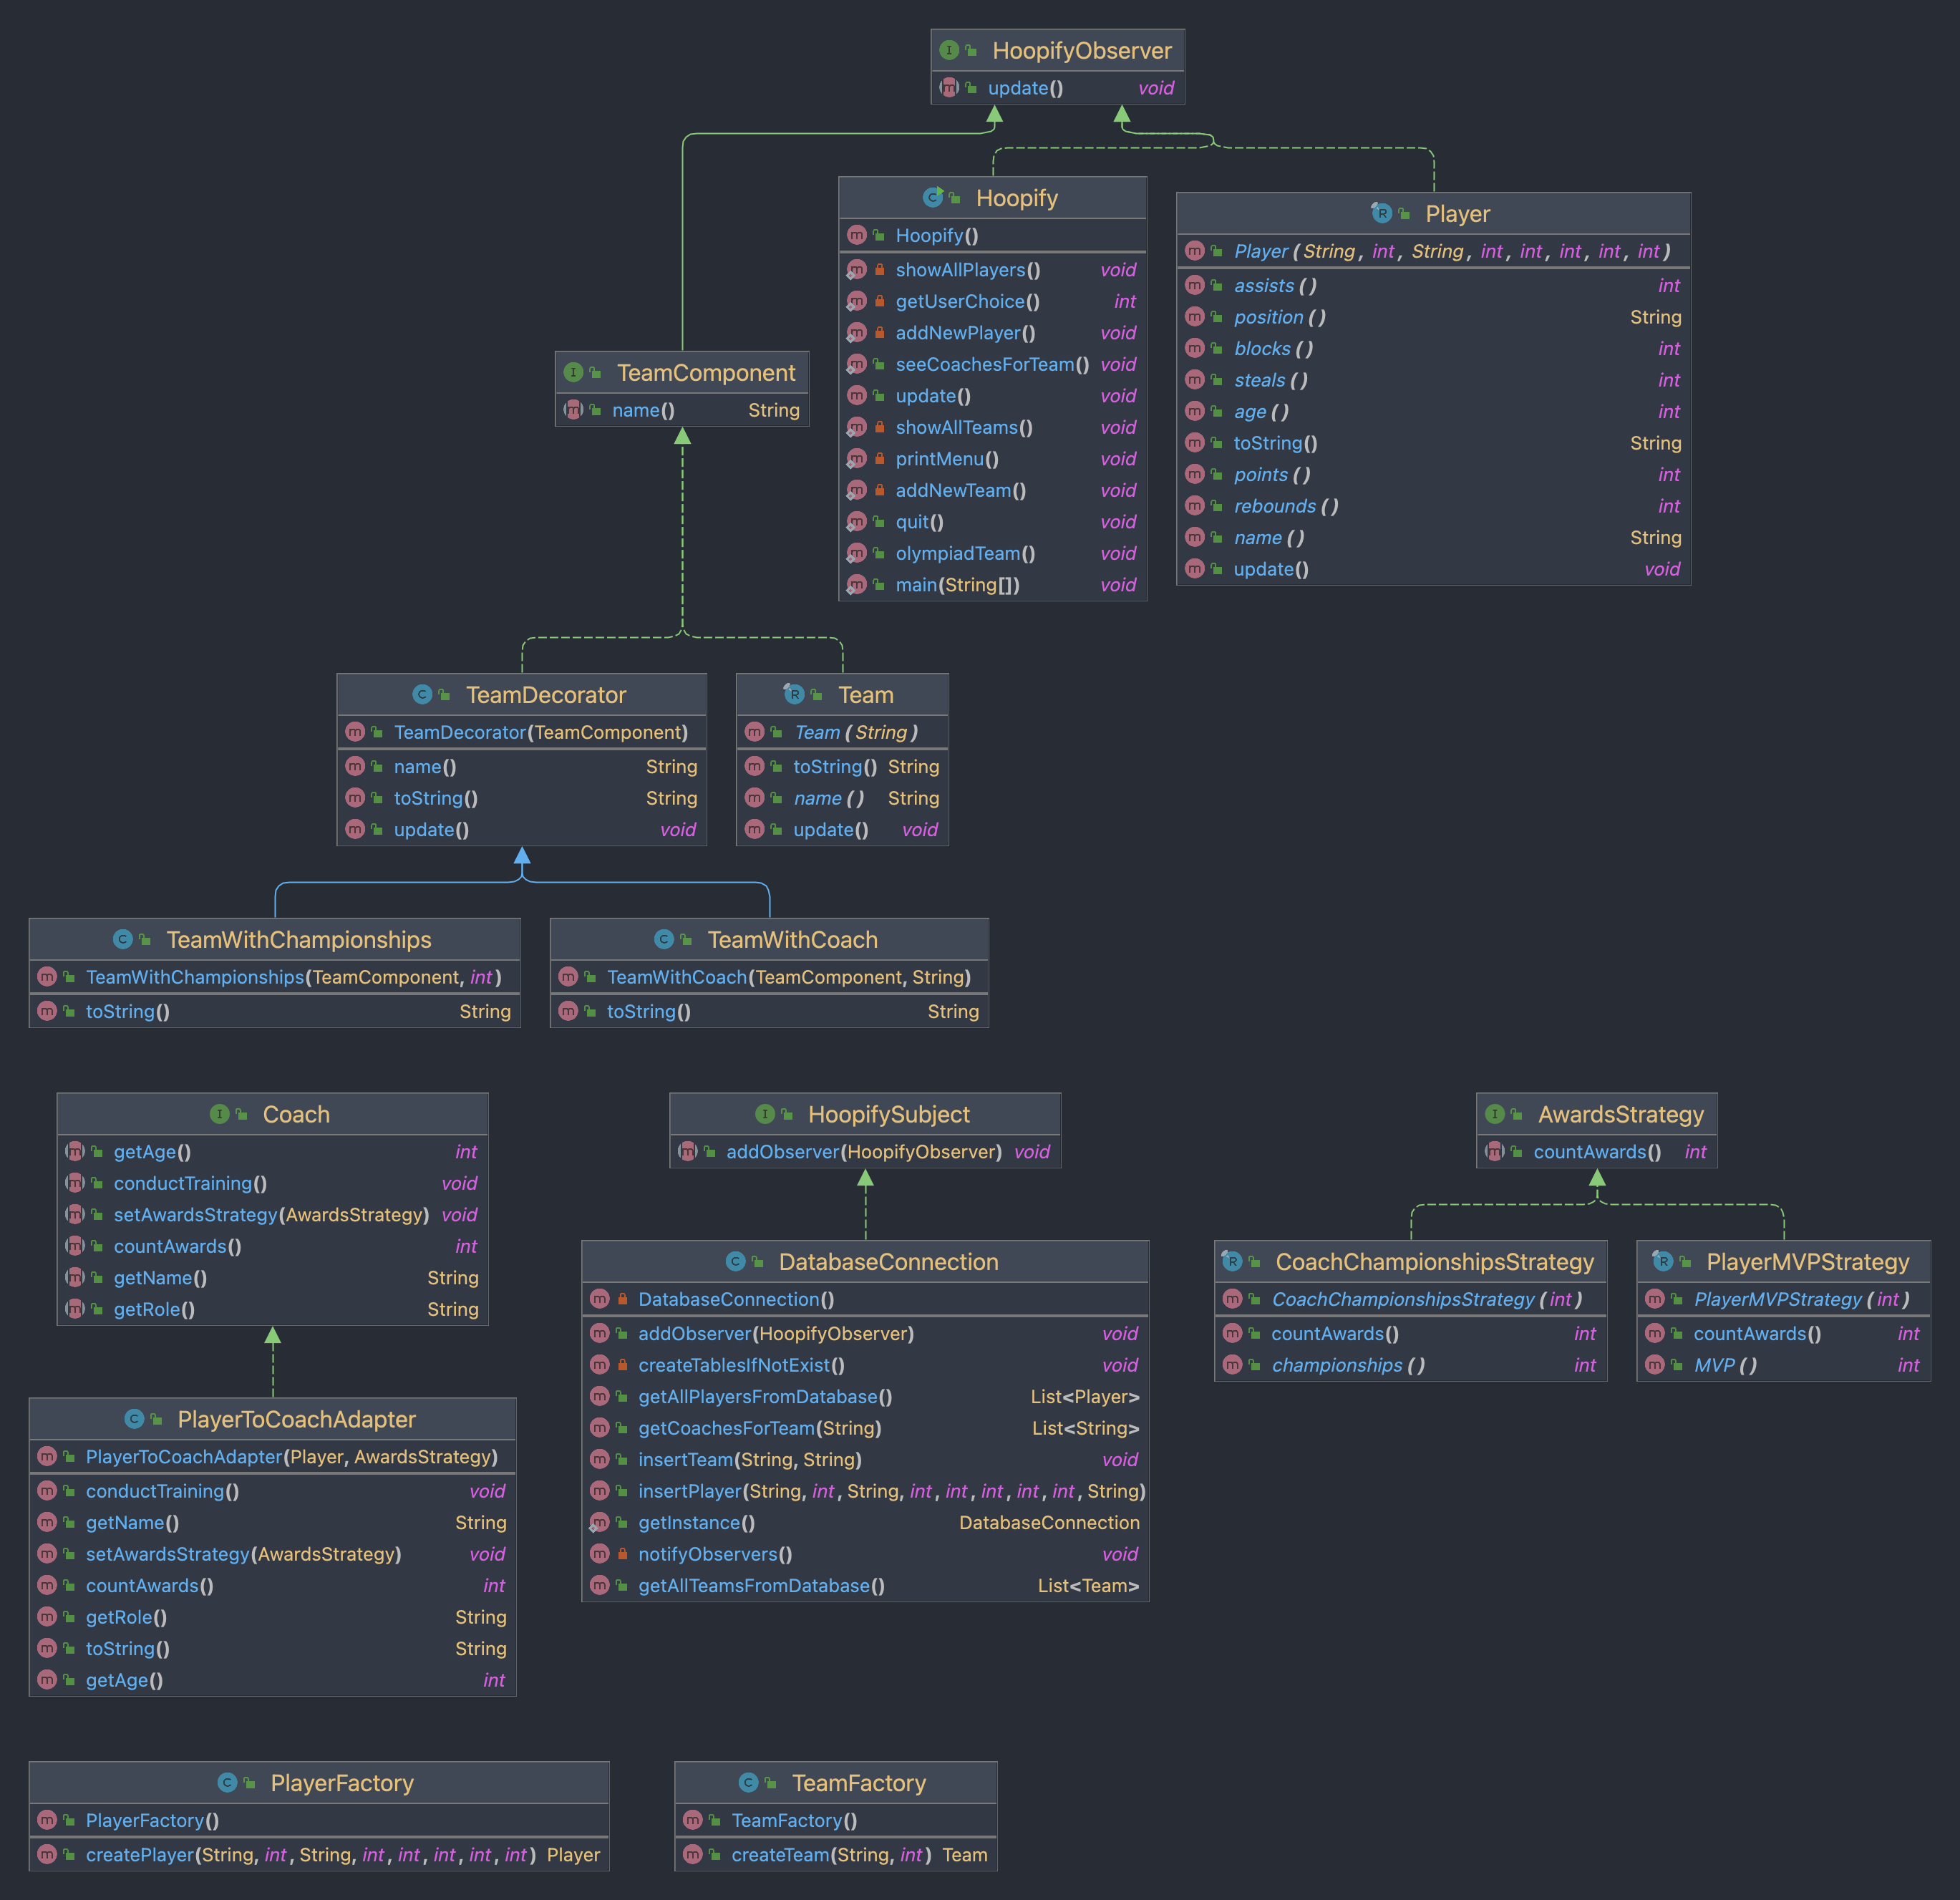 HoopifyObserver
update() void
Hoopify
Hoopify()
showAllPlayers() void
getUserChoice() int
addNewPlayer() void
seeCoachesForTeam() void
update() void
showAllTeams() void
printMenu() void
addNewTeam() void
quit() void
olympiadTeam() void
main(String[]) void
Player
Player(String, int, String, int, int, int, int, int)
assists() int
position() String
blocks() int
steals() int
age() int
toString() String
points() int
rebounds() int
name() String
update() void
TeamComponent
name() String
TeamDecorator
TeamDecorator(TeamComponent)
name() String
toString() String
update() void
Team
Team(String)
toString() String
name() String
update() void
TeamWithChampionships
TeamWithChampionships(TeamComponent, int)
toString() String
TeamWithCoach
TeamWithCoach(TeamComponent, String)
toString() String
Coach
getAge() int
conductTraining() void
setAwardsStrategy(AwardsStrategy) void
countAwards() int
getName() String
getRole() String
HoopifySubject
addObserver(HoopifyObserver) void
AwardsStrategy
countAwards() int
DatabaseConnection
DatabaseConnection()
addObserver(HoopifyObserver) void
createTablesIfNotExist() void
getAllPlayersFromDatabase() List<Player>
getCoachesForTeam(String) List<String>
insertTeam(String, String) void
insertPlayer(String, int, String, int, int, int, int, int, String)
getInstance() DatabaseConnection
notifyObservers() void
getAllTeamsFromDatabase() List<Team>
CoachChampionshipsStrategy
CoachChampionshipsStrategy(int)
countAwards() int
championships() int
PlayerMVPStrategy
PlayerMVPStrategy(int)
countAwards() int
MVP() int
PlayerToCoachAdapter
PlayerToCoachAdapter(Player, AwardsStrategy)
conductTraining() void
getName() String
setAwardsStrategy(AwardsStrategy) void
countAwards() int
getRole() String
toString() String
getAge() int
PlayerFactory
PlayerFactory()
createPlayer(String, int, String, int, int, int, int, int) Player
TeamFactory
TeamFactory()
createTeam(String, int) Team